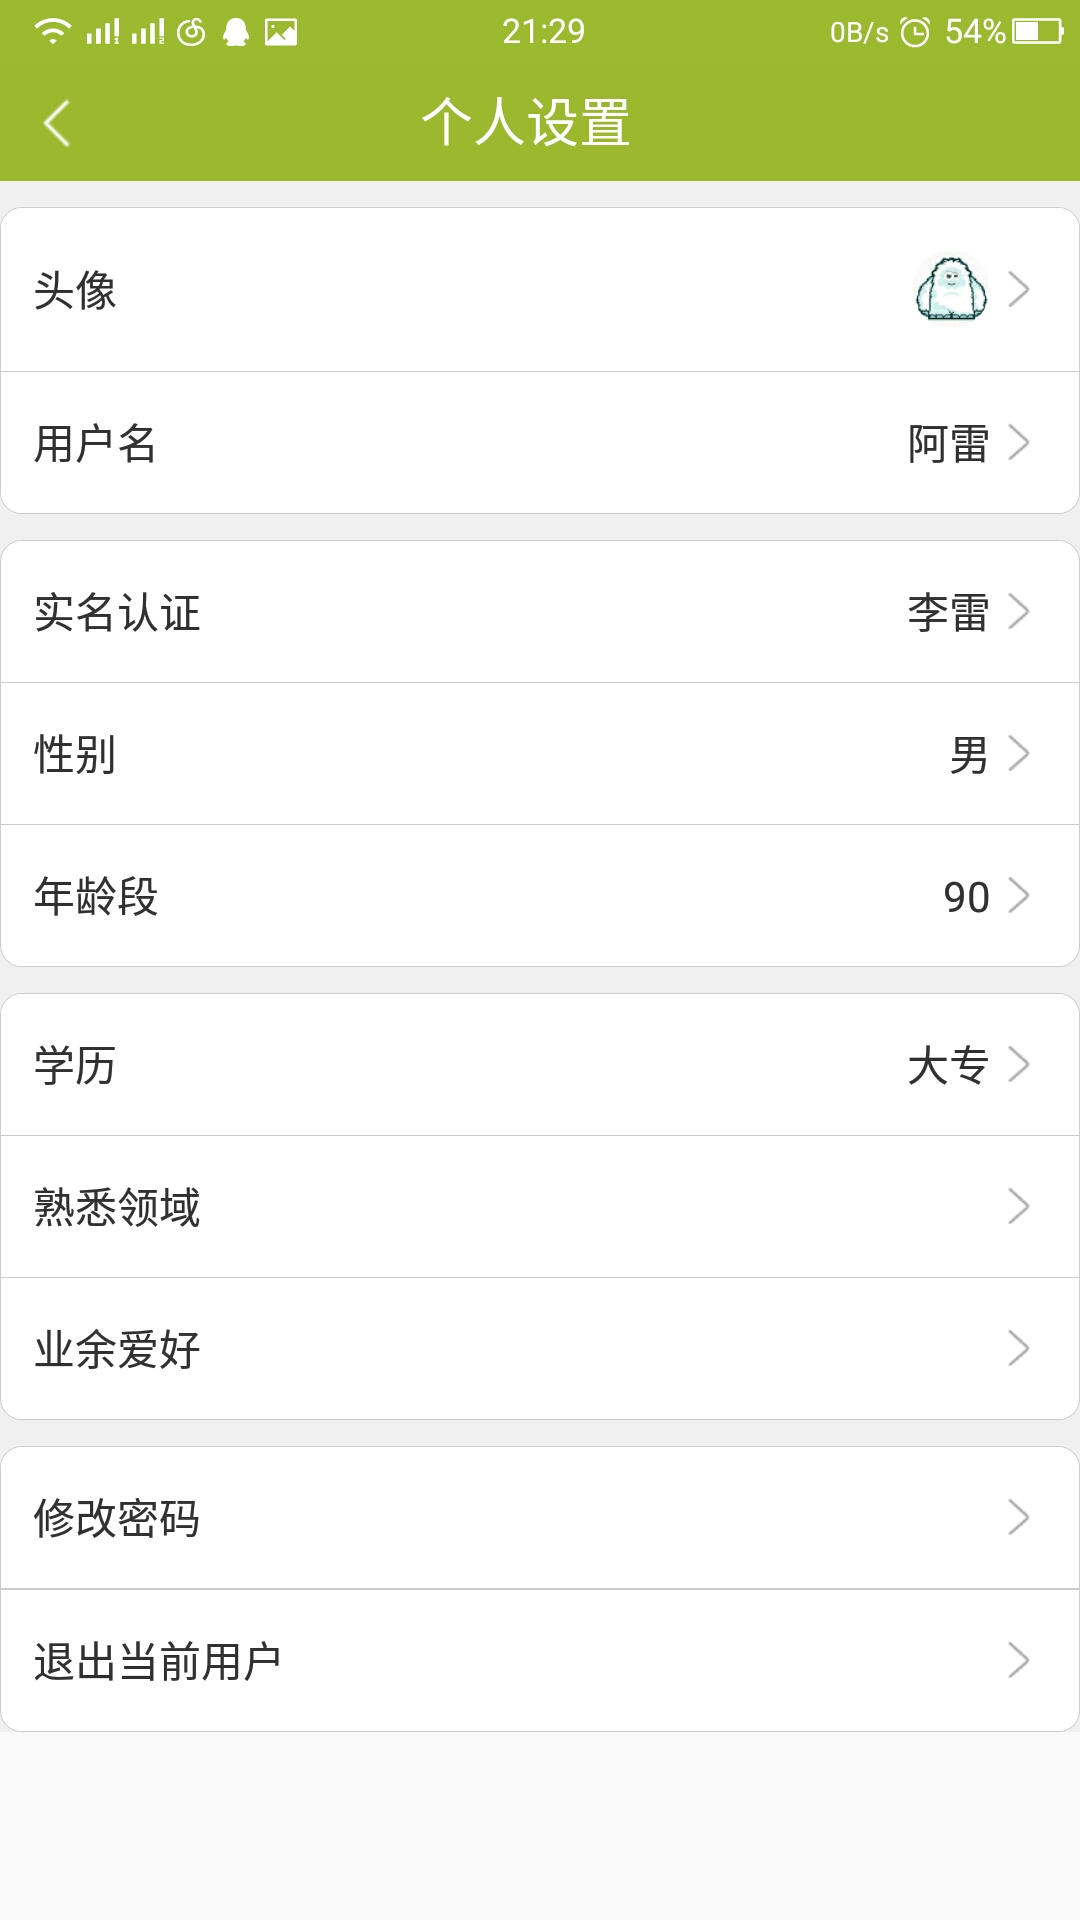 21:29 0B/s 54%
个人设置
头像
用户名 阿雷
实名认证 李雷
性别 男
年龄段 90
学历 大专
熟悉领域
业余爱好
修改密码
退出当前用户